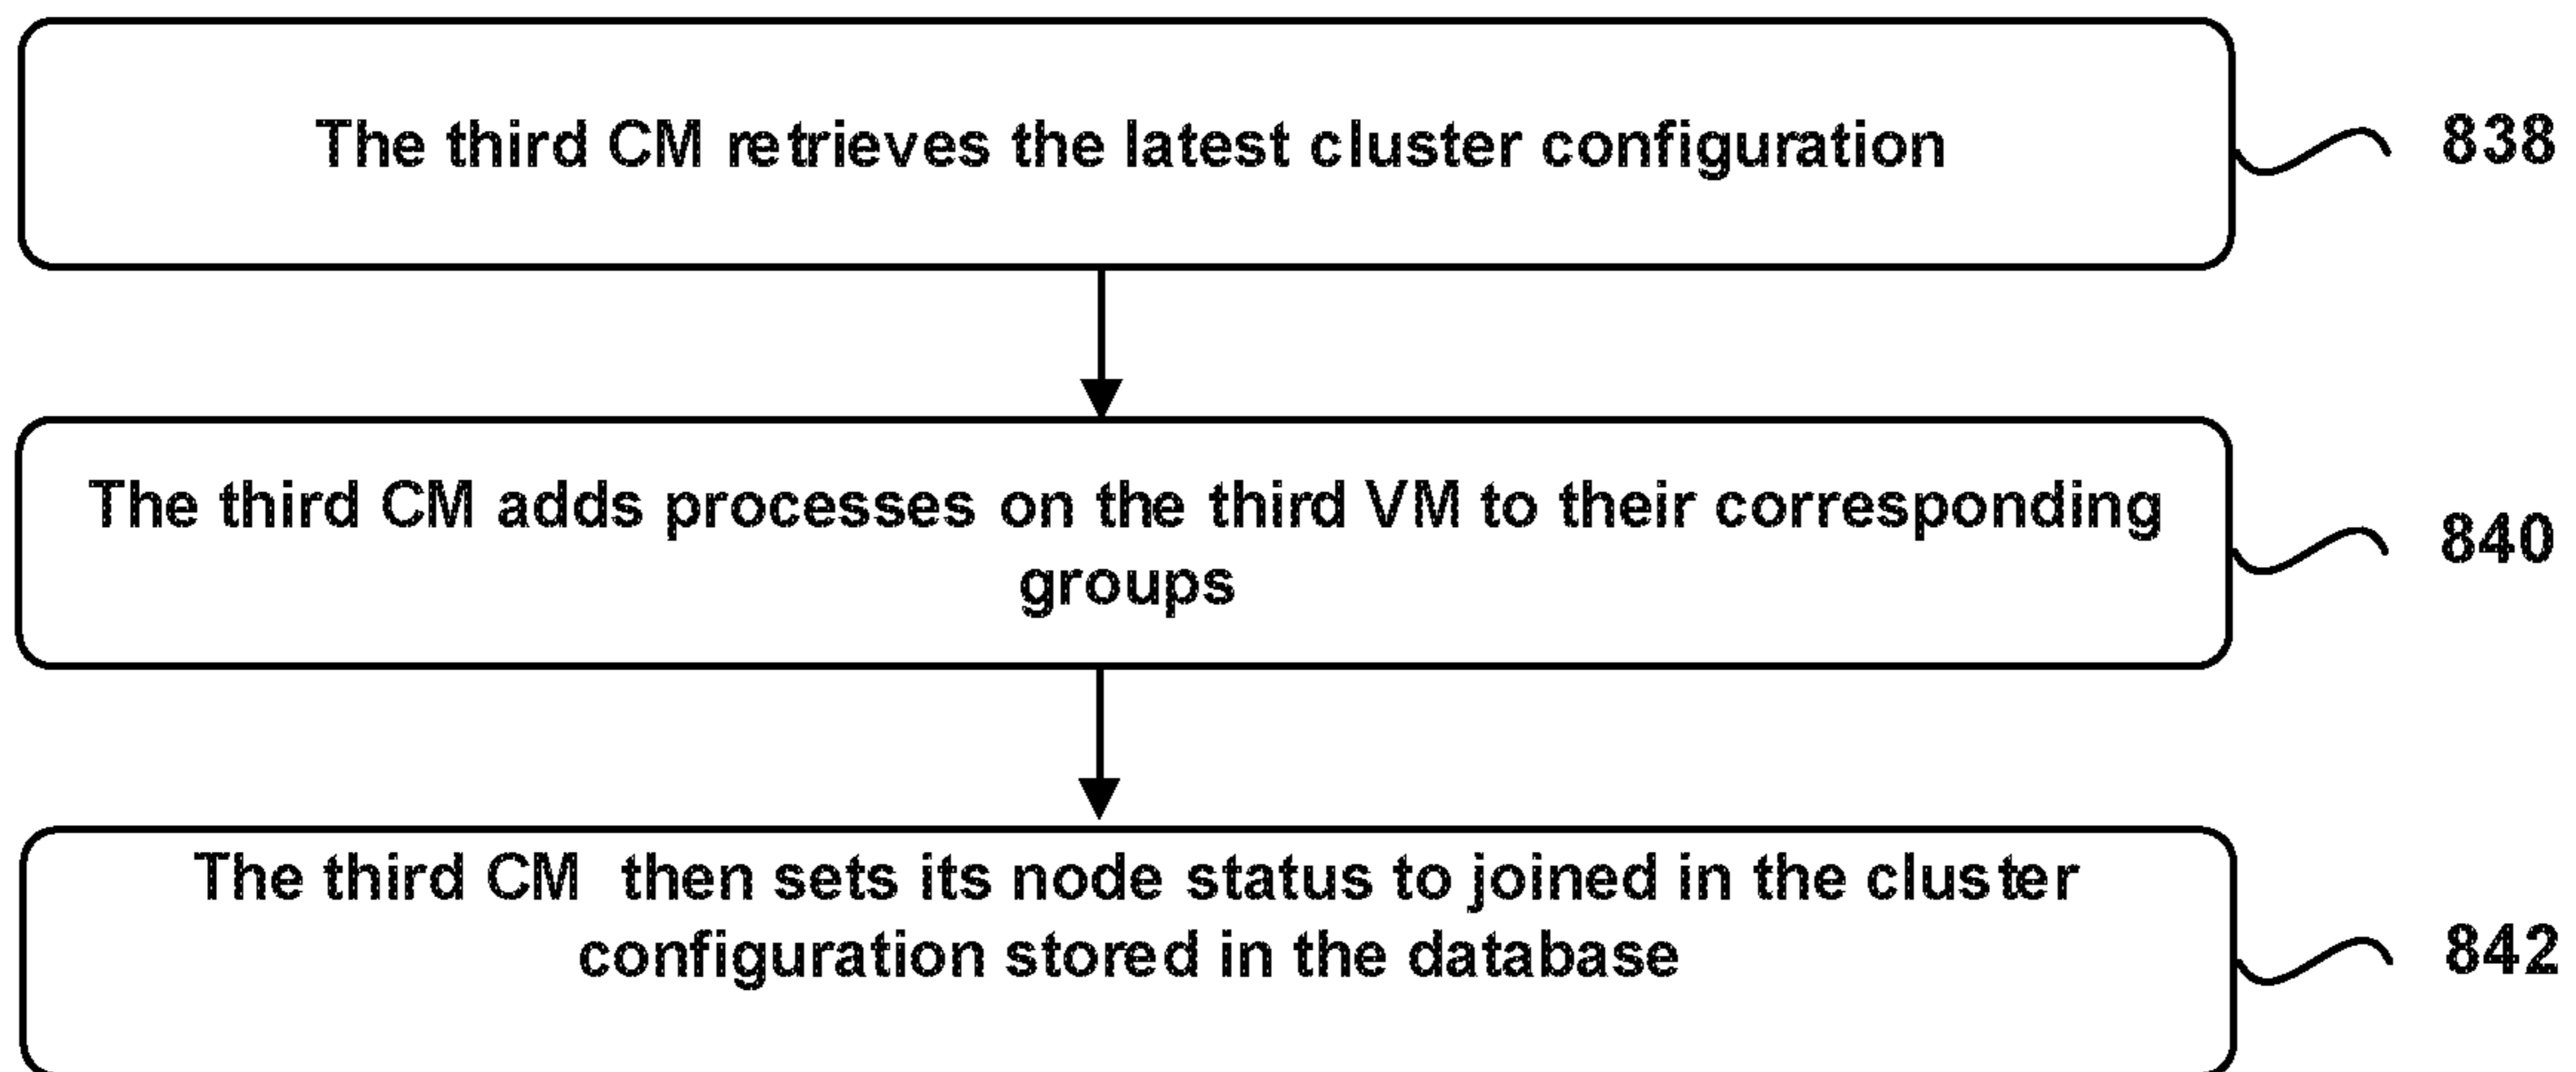 The third CM retrieves the latest cluster configuration
838
The third CM adds processes on the third VM to their corresponding
groups
840
The third CM then sets its node status to joined in the cluster
configuration stored in the database
842